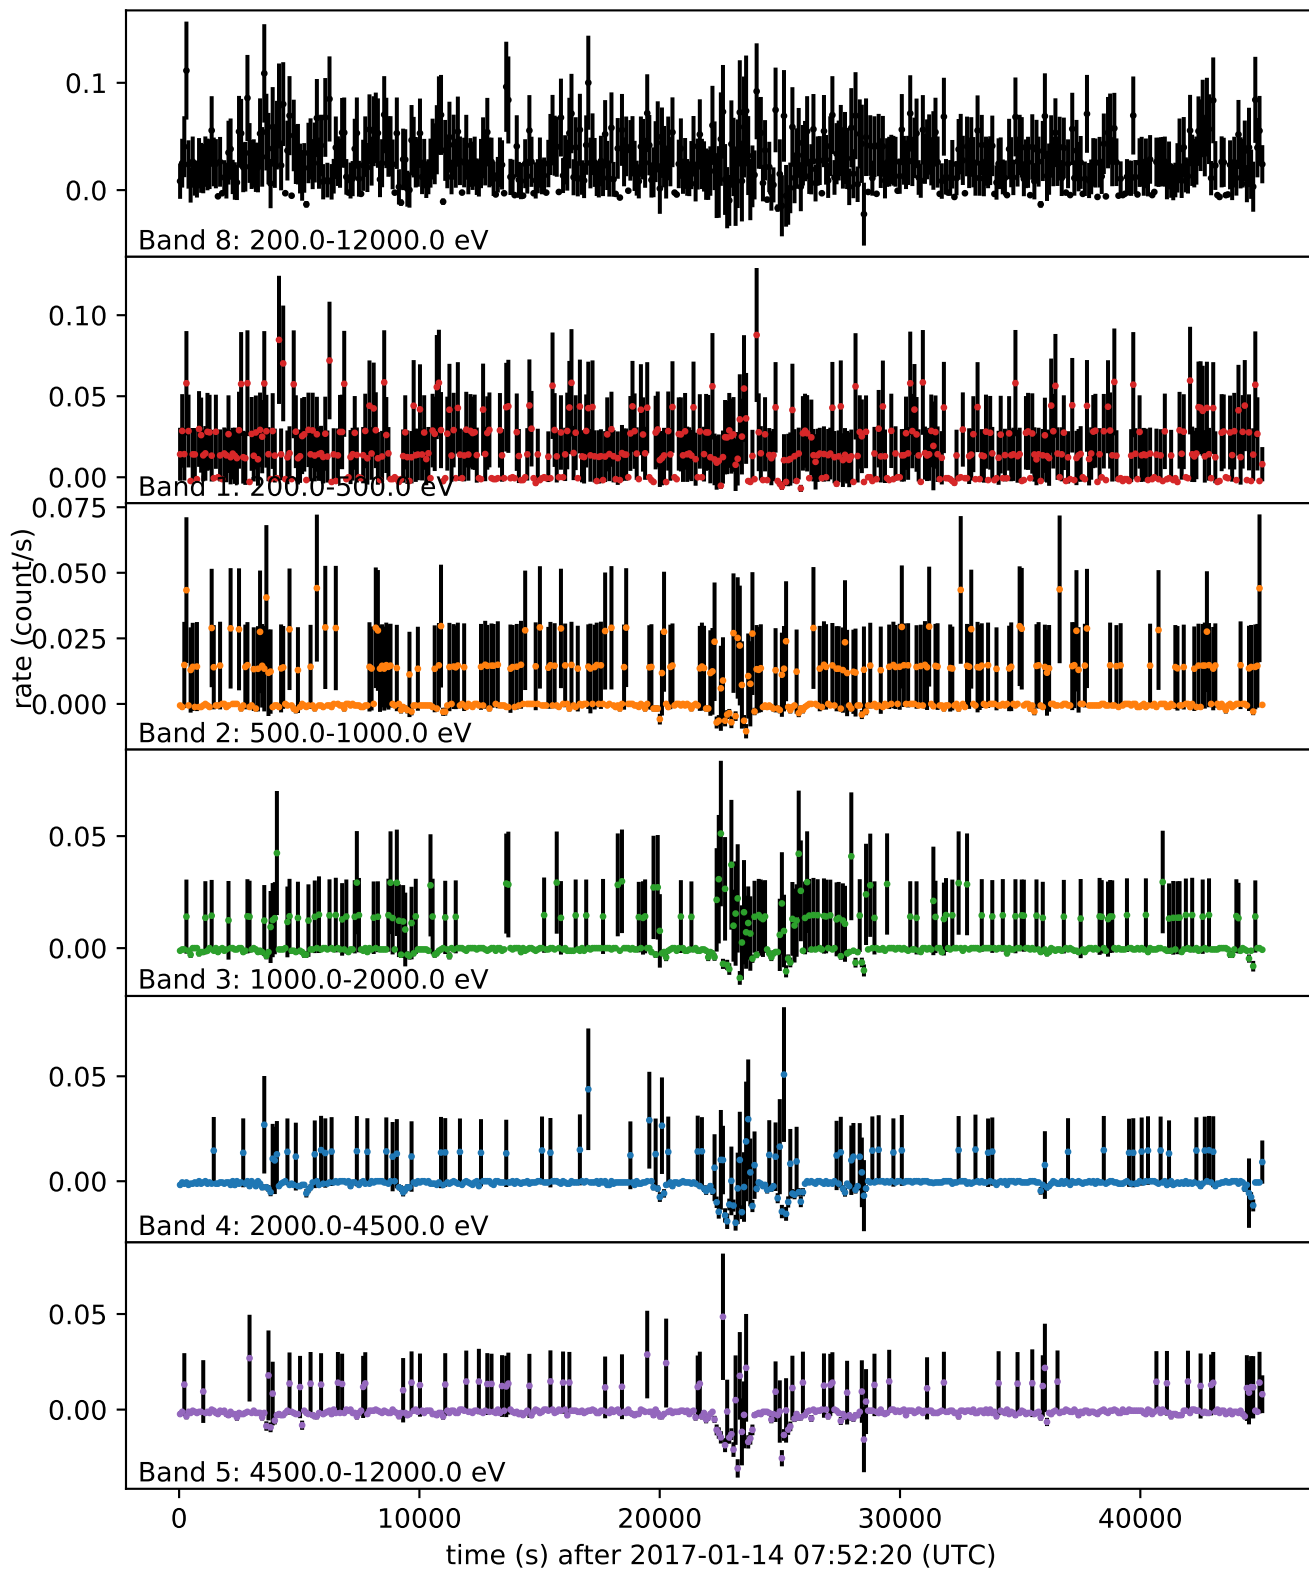 0.1
0.0
Band 8: 200.0-12000.0 eV
0.10
0.05
0.00
Band 1: 200.0-500.0 eV
0.075
0.050
0.025
0.000
rate (count/s)
Band 2: 500.0-1000.0 eV
0.05
0.00
Band 3: 1000.0-2000.0 eV
0.05
0.00
Band 4: 2000.0-4500.0 eV
0.05
0.00
Band 5: 4500.0-12000.0 eV
0 10000 20000 30000 40000
time (s) after 2017-01-14 07:52:20 (UTC)